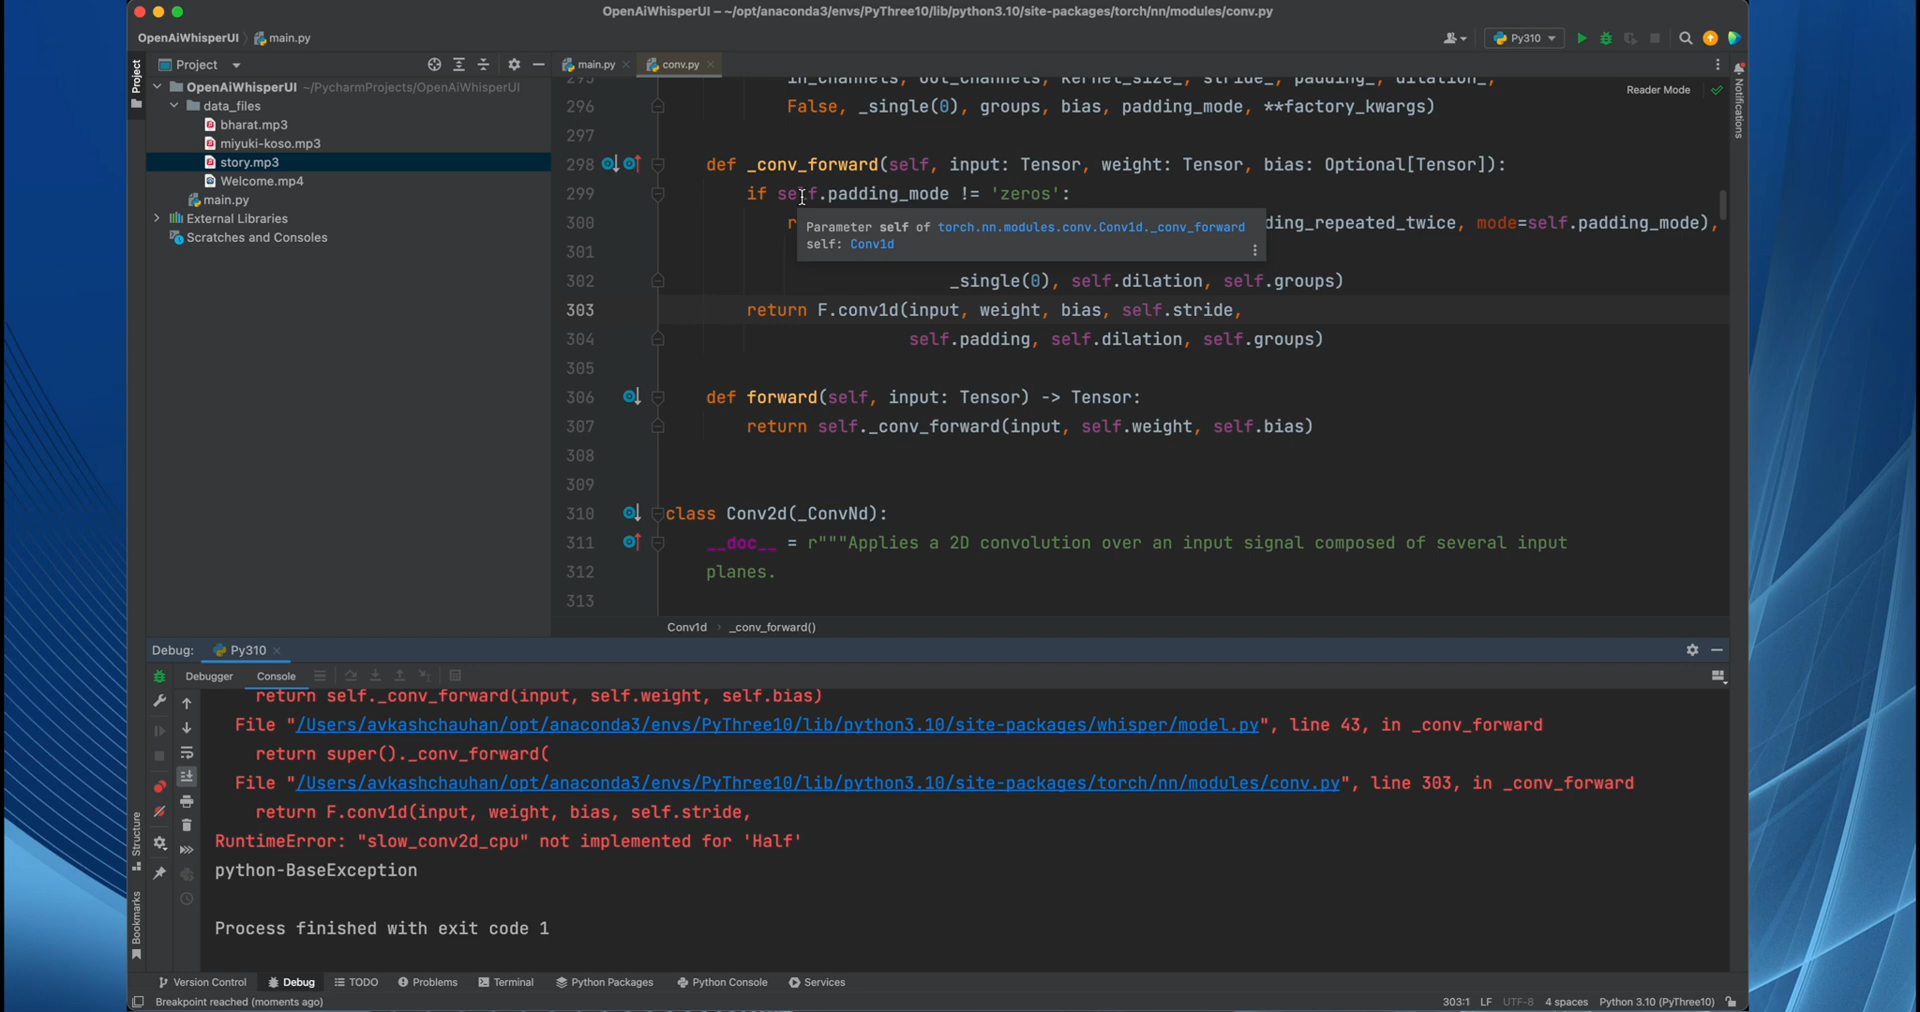 OpenAiWhisperUI – ~/opt/anaconda3/envs/PyThree10/lib/python3.10/site-packages/torch/nn/modules/conv.py
OpenAiWhisperUI
main.py
Py310
Project
Project
OpenAiWhisperUI ~/PycharmProjects/OpenAiWhisperUI
data_files
bharat.mp3
miyuki-koso.mp3
story.mp3
Welcome.mp4
main.py
External Libraries
Scratches and Consoles
main.py
conv.py
Reader Mode
Notifications
295 in_channels, out_channels, kernel_size_, stride_, padding_, dilation_,
296 False, _single(0), groups, bias, padding_mode, **factory_kwargs)
297
298 def _conv_forward(self, input: Tensor, weight: Tensor, bias: Optional[Tensor]):
299 if self.padding_mode != 'zeros':
300 r ding_repeated_twice, mode=self.padding_mode),
Parameter self of torch.nn.modules.conv.Conv1d._conv_forward
self: Conv1d
301
302 _single(0), self.dilation, self.groups)
303 return F.conv1d(input, weight, bias, self.stride,
304 self.padding, self.dilation, self.groups)
305
306 def forward(self, input: Tensor) -> Tensor:
307 return self._conv_forward(input, self.weight, self.bias)
308
309
310 class Conv2d(_ConvNd):
311 __doc__ = r"""Applies a 2D convolution over an input signal composed of several input
312 planes.
313
Conv1d
_conv_forward()
Debug:
Py310
Debugger
Console
return self._conv_forward(input, self.weight, self.bias)
File "/Users/avkashchauhan/opt/anaconda3/envs/PyThree10/lib/python3.10/site-packages/whisper/model.py", line 43, in _conv_forward
return super()._conv_forward(
File "/Users/avkashchauhan/opt/anaconda3/envs/PyThree10/lib/python3.10/site-packages/torch/nn/modules/conv.py", line 303, in _conv_forward
return F.conv1d(input, weight, bias, self.stride,
RuntimeError: "slow_conv2d_cpu" not implemented for 'Half'
python-BaseException
Process finished with exit code 1
Structure
Bookmarks
Version Control
Debug
TODO
Problems
Terminal
Python Packages
Python Console
Services
Breakpoint reached (moments ago)
303:1 LF UTF-8 4 spaces Python 3.10 (PyThree10)